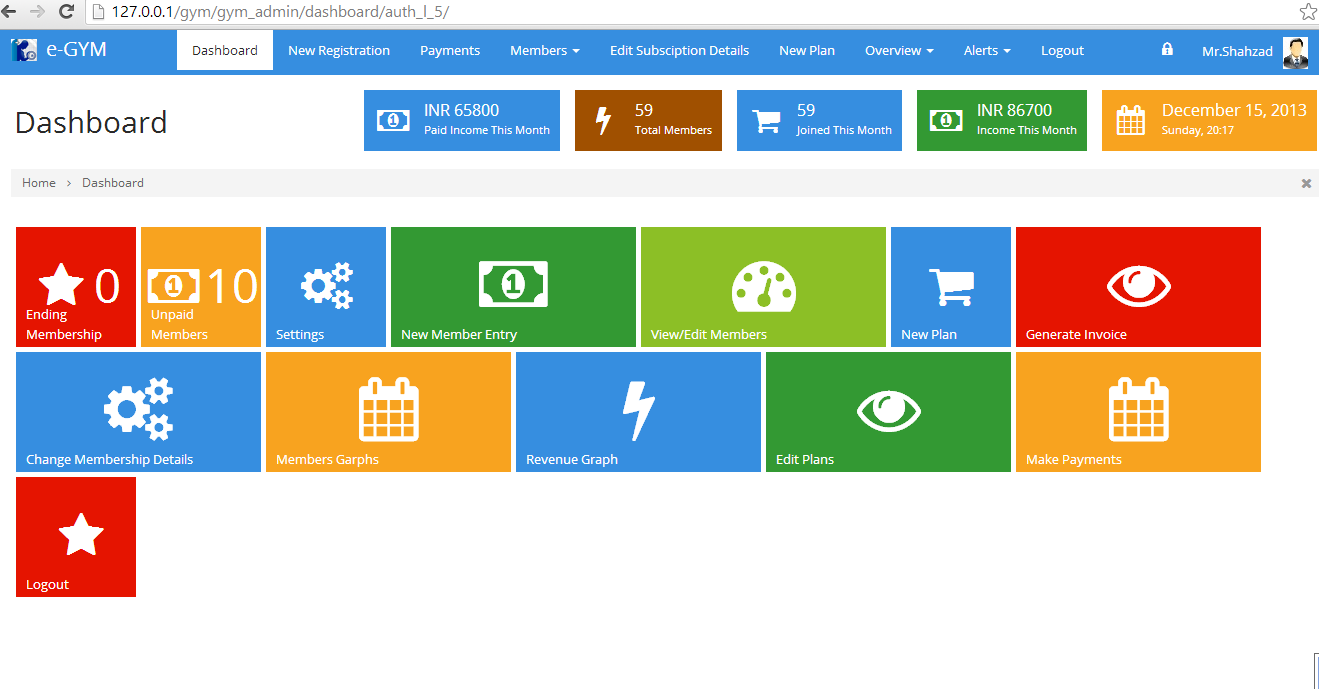 127.0.0.1/gym/gym_admin/dashboard/auth_l_5/
e-GYM
Dashboard
New Registration
Payments
Members
Edit Subsciption Details
New Plan
Overview
Alerts
Logout
Mr.Shahzad
Dashboard
INR 65800
Paid Income This Month
59
Total Members
59
Joined This Month
INR 86700
Income This Month
December 15, 2013
Sunday, 20:17
Home > Dashboard
0
Ending
Membership
10
Unpaid
Members
Settings
1
New Member Entry
View/Edit Members
New Plan
Generate Invoice
Change Membership Details
Members Garphs
Revenue Graph
Edit Plans
Make Payments
Logout